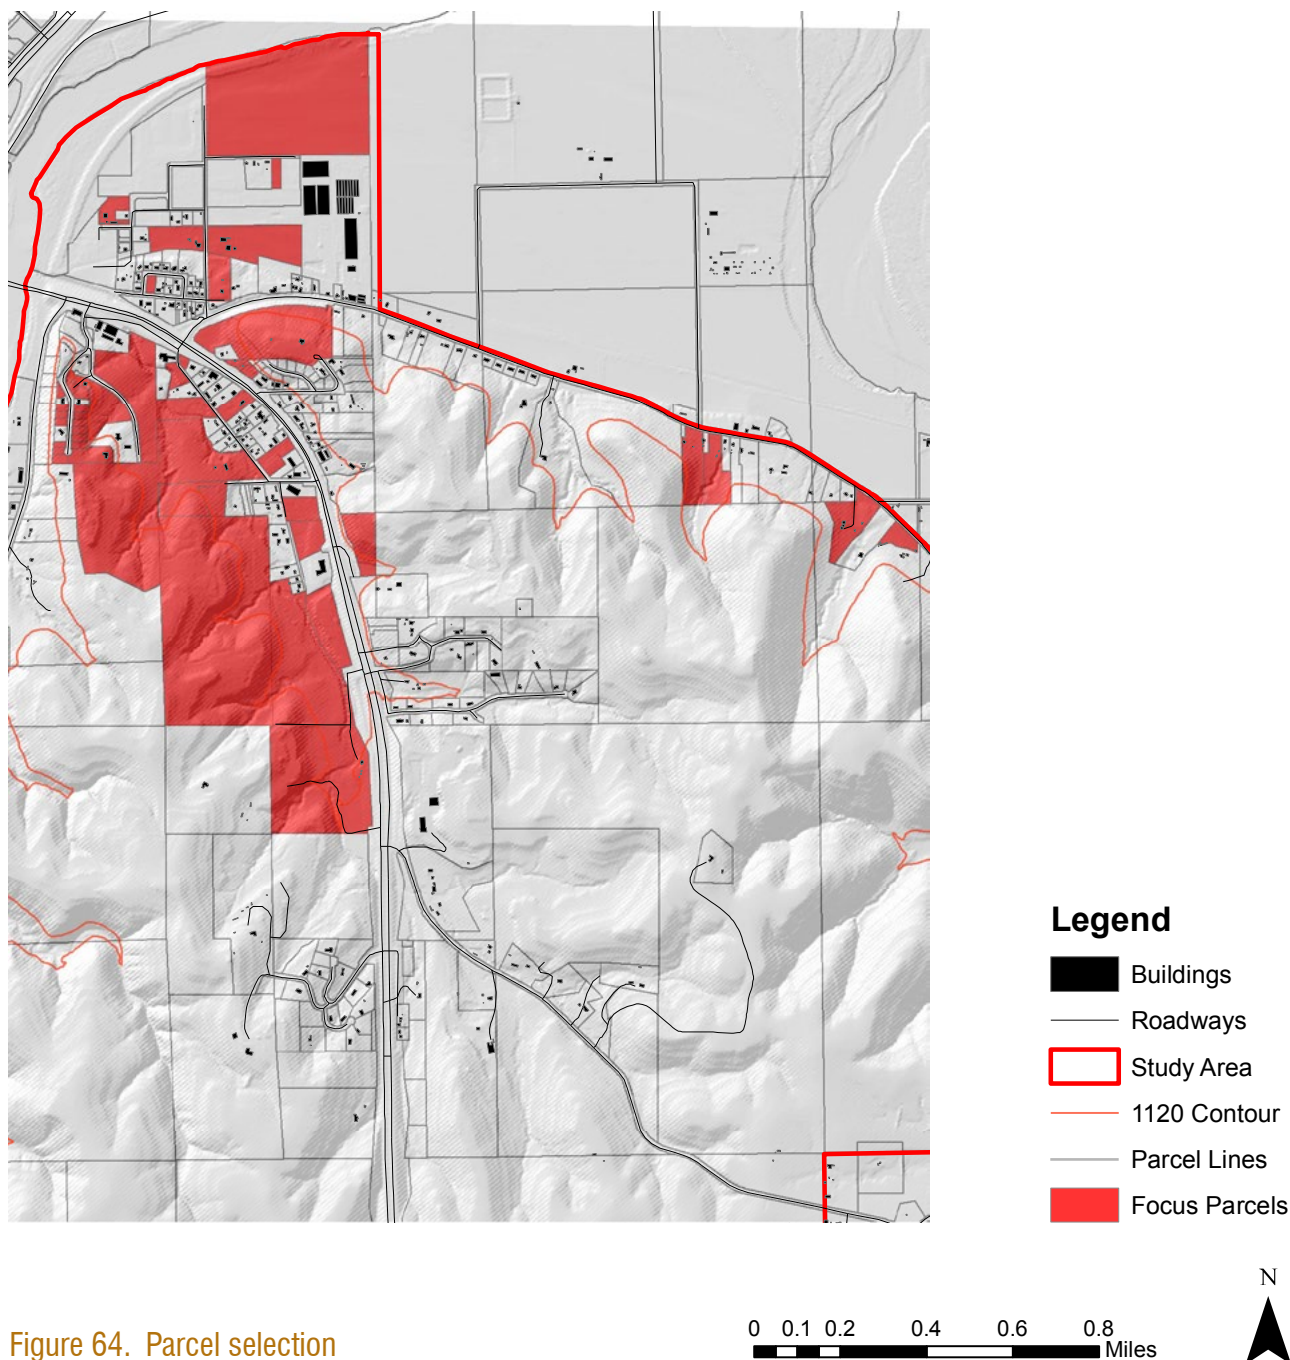 Legend
Buildings
Roadways
Study Area
1120 Contour
Parcel Lines
Focus Parcels
N
0 0.1 0.2 0.4 0.6 0.8
Miles
Figure 64. Parcel selection